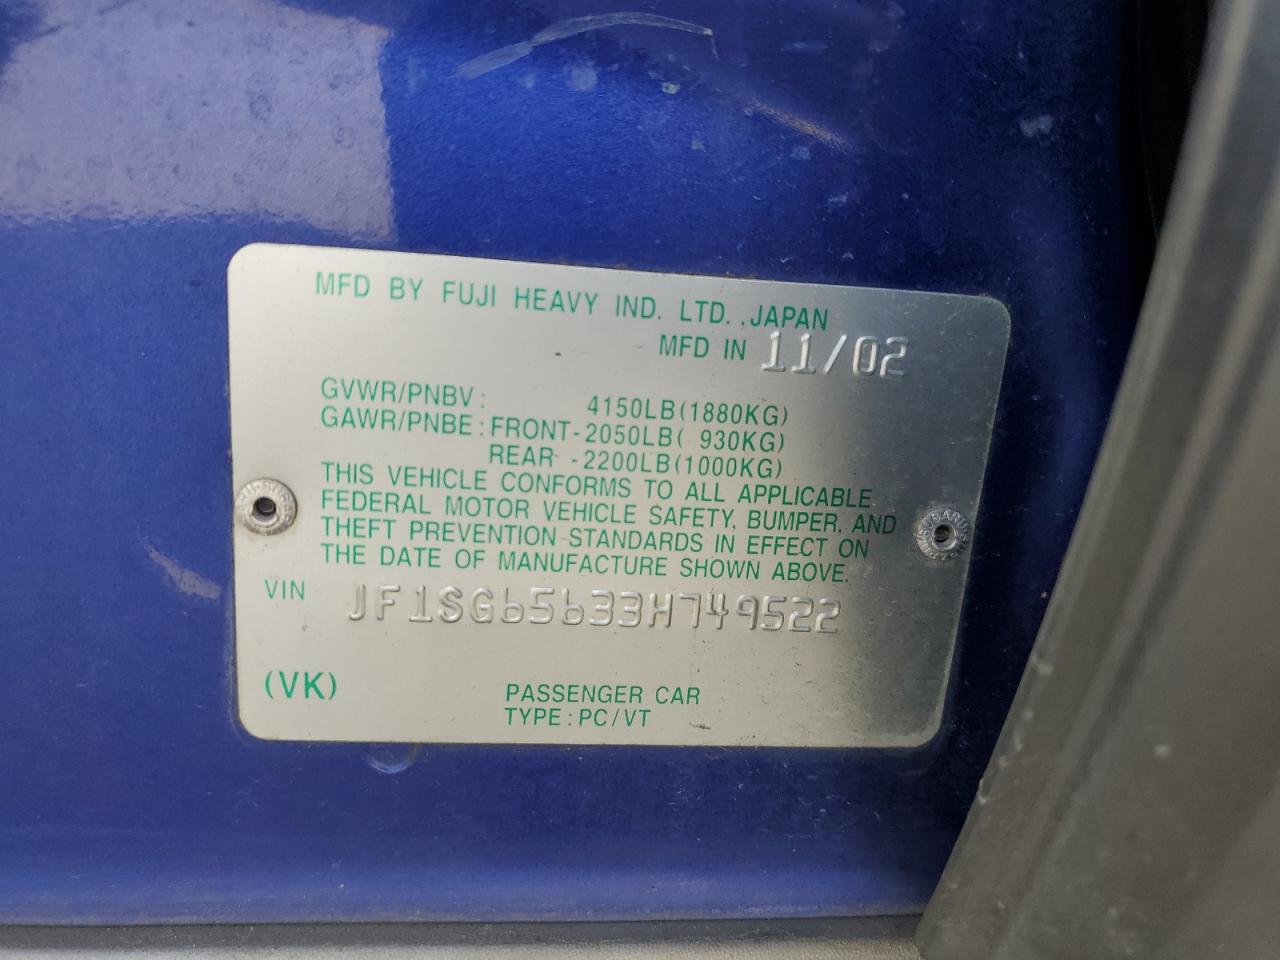 MFD BY FUJI HEAVY IND. LTD., JAPAN
MFD IN 11/02
GVWR/PNBV: 4150LB(1880KG)
GAWR/PNBE: FRONT-2050LB( 930KG)
REAR -2200LB(1000KG)
THIS VEHICLE CONFORMS TO ALL APPLICABLE
FEDERAL MOTOR VEHICLE SAFETY, BUMPER, AND
THEFT PREVENTION STANDARDS IN EFFECT ON
THE DATE OF MANUFACTURE SHOWN ABOVE.
VIN JF1SG65633H749522
(VK)
PASSENGER CAR
TYPE: PC/VT